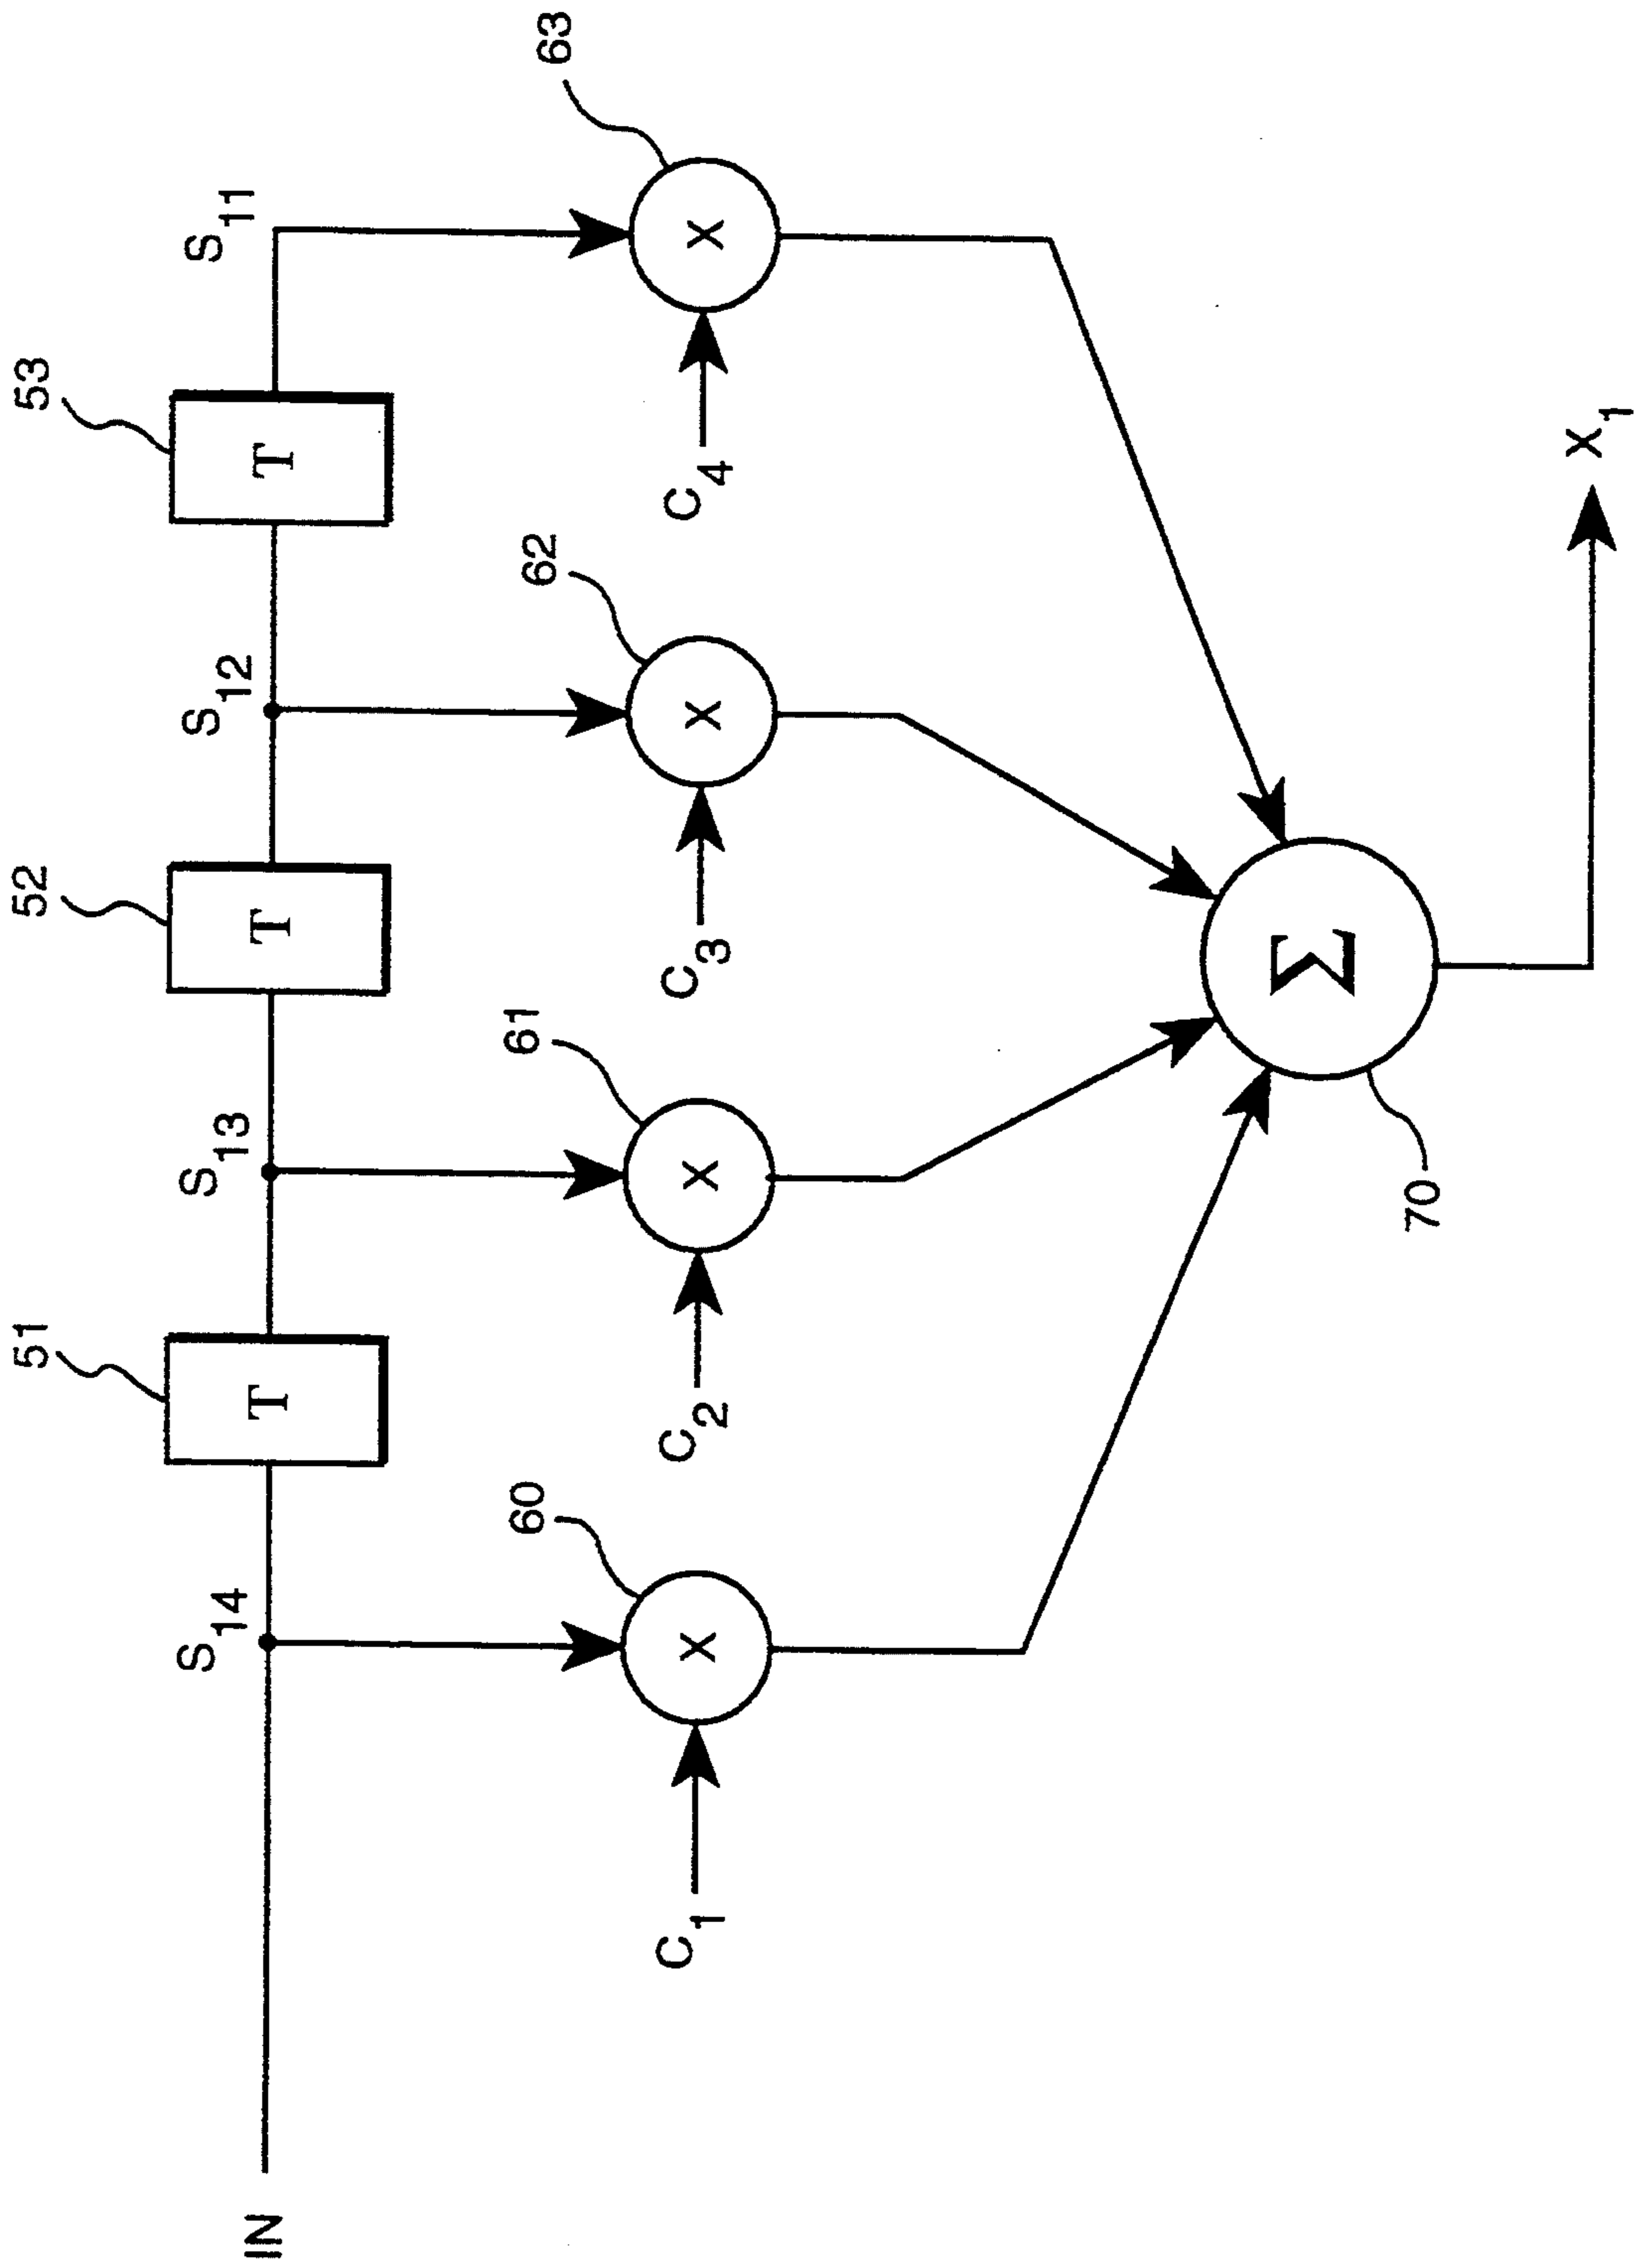 51
52
53
T
T
T
S14
S13
S12
S11
IN
60
61
62
63
X
X
X
X
C1
C2
C3
C4
Σ
70
X1